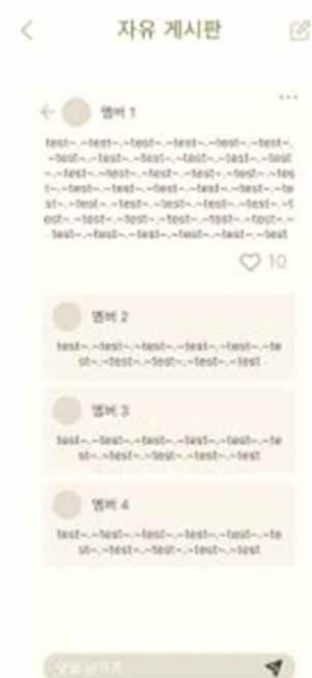 자유 게시판
멤버 1
test~.~test~.~test~.~test~.~test~.~test~.
~test~.~test~.~test~.~test~.~test~.~test
~.~test~.~test~.~test~.~test~.~test~.~tes
t~.~test~.~test~.~test~.~test~.~test~.~te
st~.~test~.~test~.~test~.~test~.~test~.~t
est~.~test~.~test~.~test~.~test~.~test~.~
test~.~test~.~test~.~test~.~test~.~test
10
멤버 2
test~.~test~.~test~.~test~.~test~.~te
st~.~test~.~test~.~test~.~test
멤버 3
test~.~test~.~test~.~test~.~test~.~te
st~.~test~.~test~.~test~.~test
멤버 4
test~.~test~.~test~.~test~.~test~.~te
st~.~test~.~test~.~test~.~test